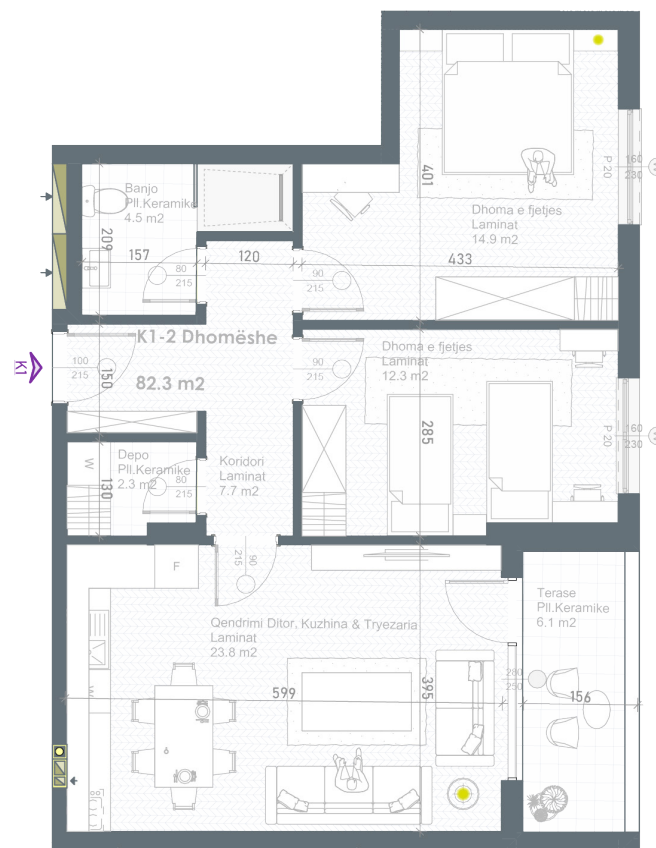 401
P 20
160
230
Dhoma e fjetjes
Laminat
14.9 m2
Banjo
Pll.Keramike
4.5 m2
209
157
80
215
120
90
215
433
K1
100
215
150
K1-2 Dhomëshe
82.3 m2
90
215
Dhoma e fjetjes
Laminat
12.3 m2
285
P 20
160
230
W
Depo
Pll.Keramike
2.3 m2
130
80
215
Koridori
Laminat
7.7 m2
90
215
F
Qendrimi Ditor, Kuzhina & Tryezaria
Laminat
23.8 m2
Terase
Pll.Keramike
6.1 m2
599
395
280
250
156
6